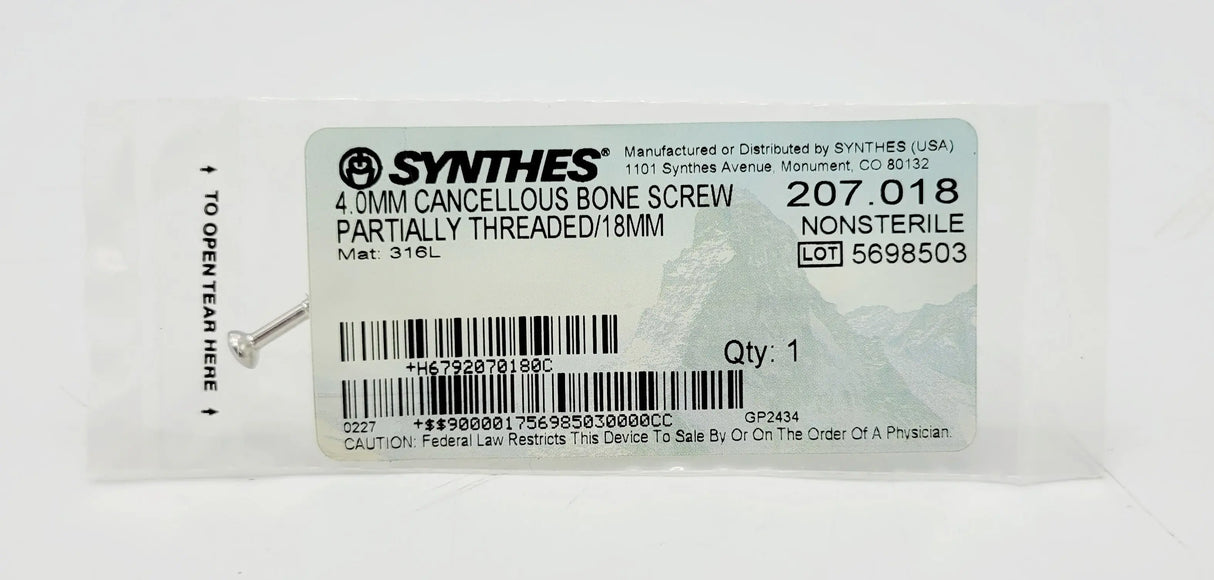 TO OPEN TEAR HERE
SYNTHES®
Manufactured or Distributed by SYNTHES (USA)
1101 Synthes Avenue, Monument, CO 80132
4.0MM CANCELLOUS BONE SCREW
PARTIALLY THREADED/18MM
Mat: 316L
207.018
NONSTERILE
LOT 5698503
Qty: 1
+H6792070180C
+$$900001756985030000CC
0227
GP2434
CAUTION: Federal Law Restricts This Device To Sale By Or On The Order Of A Physician.